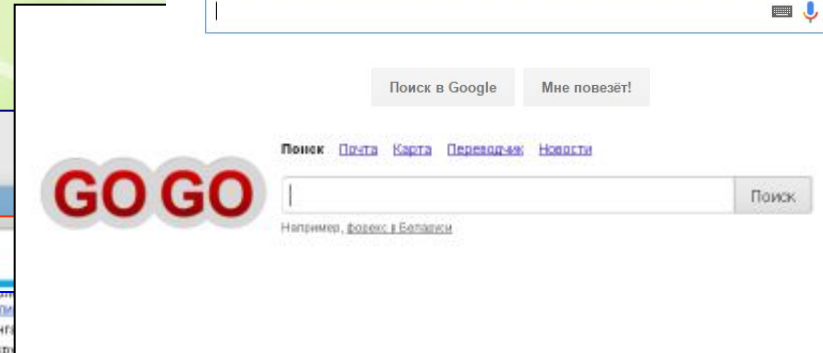 Поиск в Google Мне повезёт!
Поиск Почта Карта Переводчик Новости
GO GO
Поиск
Например, форекс в Беларуси